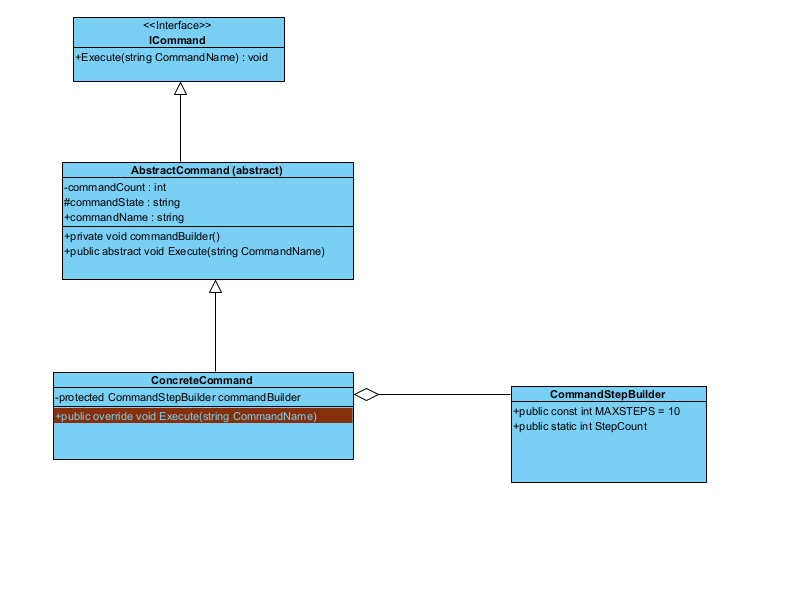 <<Interface>>
ICommand
+Execute(string CommandName) : void
AbstractCommand (abstract)
-commandCount : int
#commandState : string
+commandName : string
+private void commandBuilder()
+public abstract void Execute(string CommandName)
ConcreteCommand
-protected CommandStepBuilder commandBuilder
+public override void Execute(string CommandName)
CommandStepBuilder
+public const int MAXSTEPS = 10
+public static int StepCount